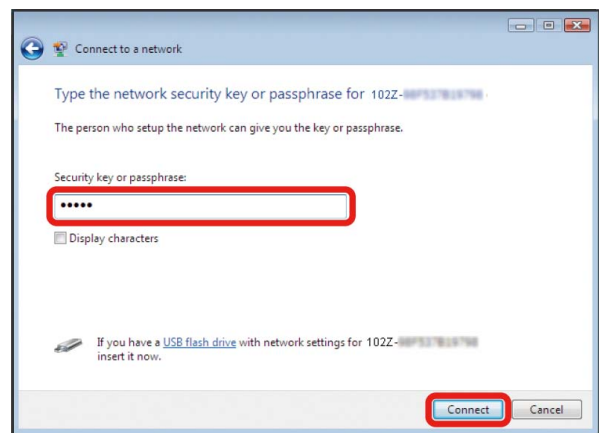 Connect to a network
Type the network security key or passphrase for 102Z-
The person who setup the network can give you the key or passphrase.
Security key or passphrase:
•••••
Display characters
If you have a USB flash drive with network settings for 102Z-
insert it now.
Connect Cancel